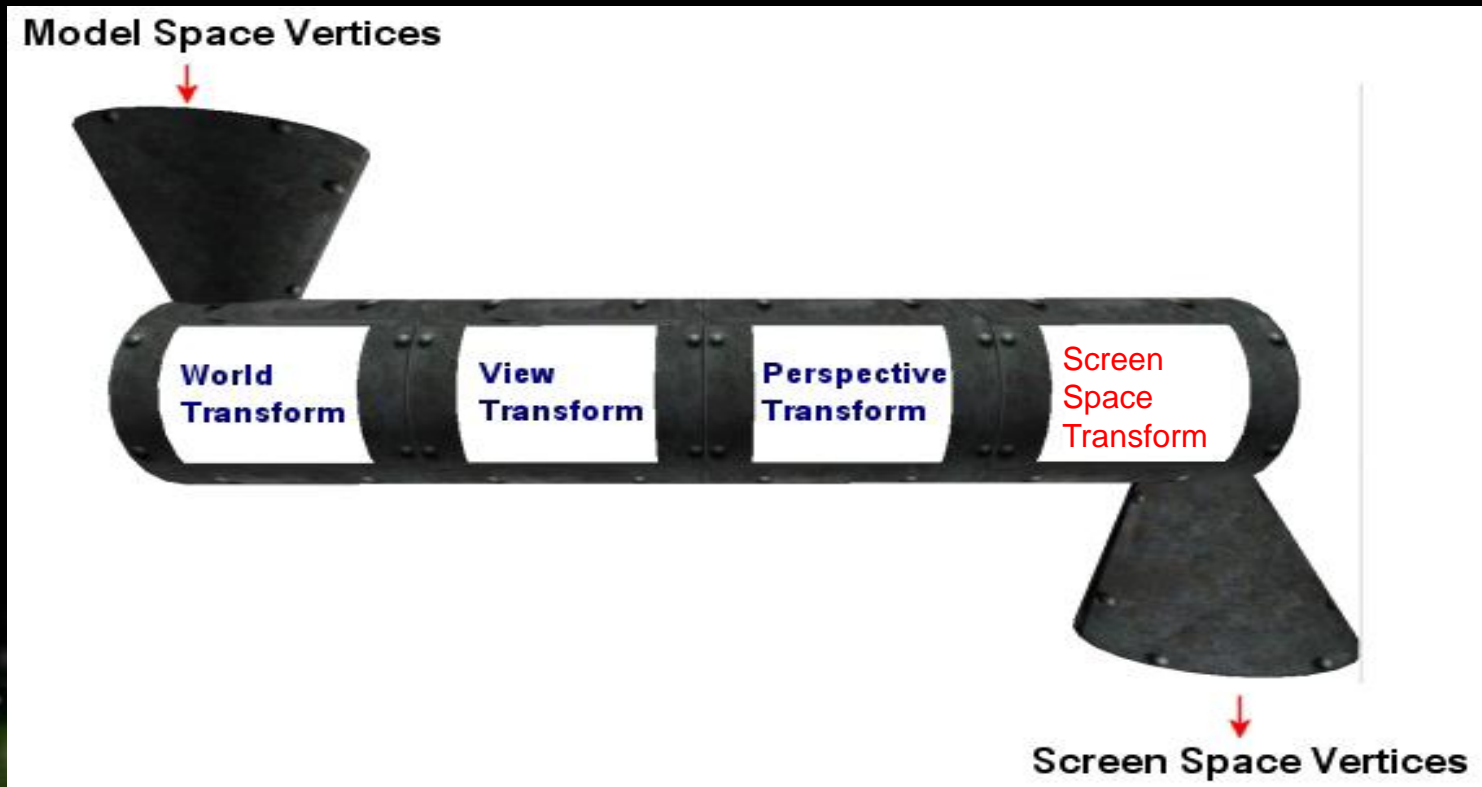 Model Space Vertices
World
Transform
View
Transform
Perspective
Transform
Screen
Space
Transform
Screen Space Vertices